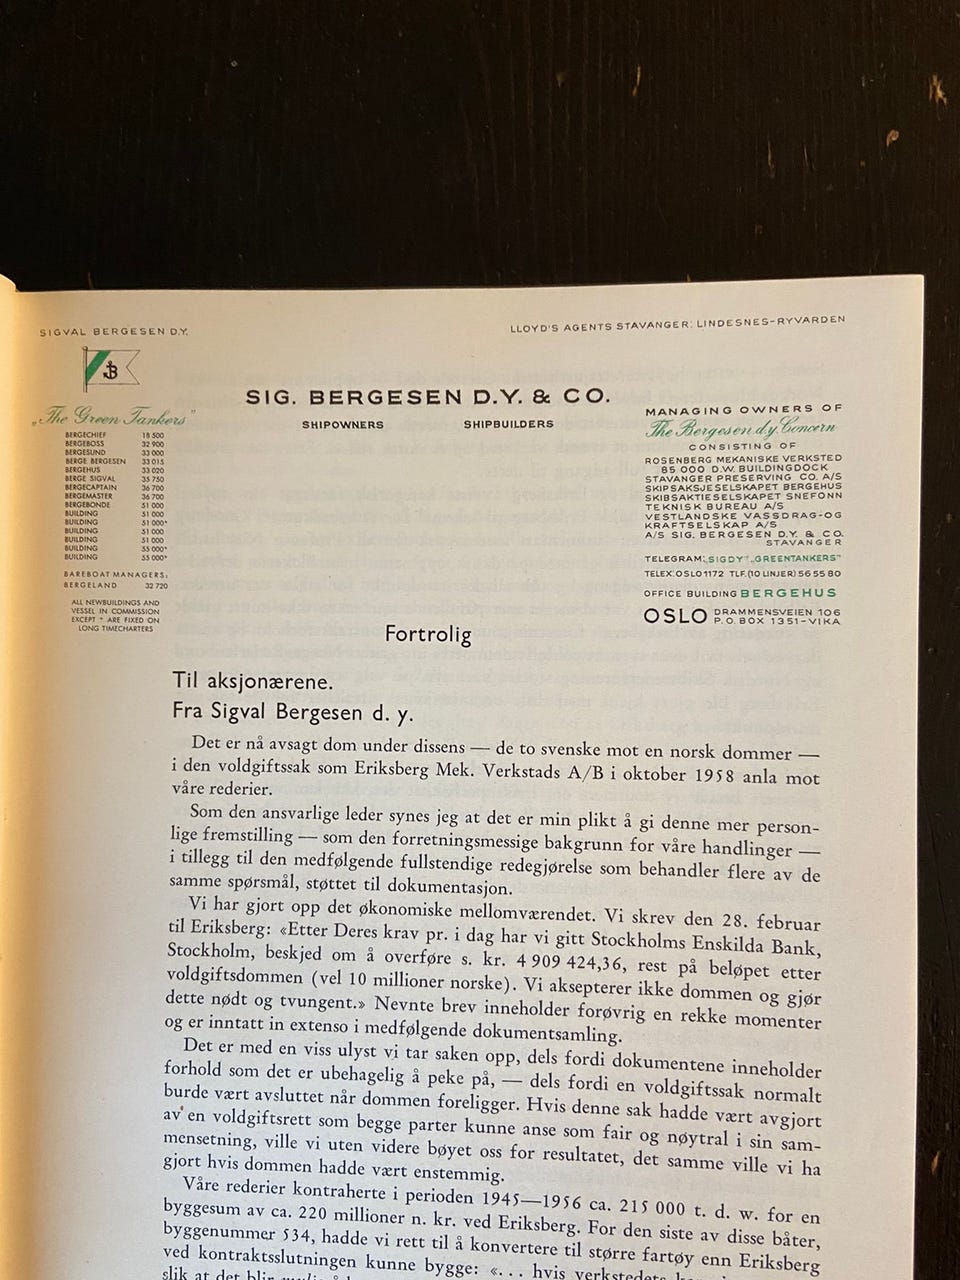 SIGVAL BERGESEN D.Y.
LLOYD'S AGENTS STAVANGER: LINDESNES-RYVARDEN
B
„The Green Tankers"
BERGECHIEF 18 500
BERGEBOSS 32 900
BERGESUND 33 000
BERGE BERGESEN 33 015
BERGEHUS 33 020
BERGE SIGVAL 35 750
BERGECAPTAIN 36 700
BERGEMASTER 36 700
BERGEBONDE 51 000
BUILDING 51 000
BUILDING 51 000*
BUILDING 51 000
BUILDING 51 000
BUILDING 55 000*
BUILDING 55 000*
BAREBOAT MANAGERS:
BERGELAND 32 720
ALL NEWBUILDINGS AND
VESSEL IN COMMISSION
EXCEPT * ARE FIXED ON
LONG TIMECHARTERS
SIG. BERGESEN D.Y. & CO.
SHIPOWNERS SHIPBUILDERS
MANAGING OWNERS OF
The Bergesen d.y. Concern
CONSISTING OF
ROSENBERG MEKANISKE VERKSTED
85 000 D.W. BUILDINGDOCK
STAVANGER PRESERVING CO. A/S
SKIPSAKSJESELSKAPET BERGEHUS
SKIBSAKTIESELSKAPET SNEFONN
TEKNISK BUREAU A/S
VESTLANDSKE VASSDRAG-OG
KRAFTSELSKAP A/S
A/S SIG. BERGESEN D.Y. & CO.
STAVANGER
TELEGRAM: „SIGDY" „GREENTANKERS"
TELEX: OSLO 1172 TLF. (10 LINJER) 56 55 80
OFFICE BUILDING BERGEHUS
OSLO DRAMMENSVEIEN 106
P.O. BOX 1351-VIKA
Fortrolig
Til aksjonærene.
Fra Sigval Bergesen d. y.
Det er nå avsagt dom under dissens — de to svenske mot en norsk dommer —
i den voldgiftssak som Eriksberg Mek. Verkstads A/B i oktober 1958 anla mot
våre rederier.
Som den ansvarlige leder synes jeg at det er min plikt å gi denne mer person-
lige fremstilling — som den forretningsmessige bakgrunn for våre handlinger —
i tillegg til den medfølgende fullstendige redegjørelse som behandler flere av de
samme spørsmål, støttet til dokumentasjon.
Vi har gjort opp det økonomiske mellomværendet. Vi skrev den 28. februar
til Eriksberg: «Etter Deres krav pr. i dag har vi gitt Stockholms Enskilda Bank,
Stockholm, beskjed om å overføre s. kr. 4 909 424,36, rest på beløpet etter
voldgiftsdommen (vel 10 millioner norske). Vi aksepterer ikke dommen og gjør
dette nødt og tvungent.» Nevnte brev inneholder forøvrig en rekke momenter
og er inntatt in extenso i medfølgende dokumentsamling.
Det er med en viss ulyst vi tar saken opp, dels fordi dokumentene inneholder
forhold som det er ubehagelig å peke på, — dels fordi en voldgiftssak normalt
burde vært avsluttet når dommen foreligger. Hvis denne sak hadde vært avgjort
av en voldgiftsrett som begge parter kunne anse som fair og nøytral i sin sam-
mensetning, ville vi uten videre bøyet oss for resultatet, det samme ville vi ha
gjort hvis dommen hadde vært enstemmig.
Våre rederier kontraherte i perioden 1945—1956 ca. 215 000 t. d. w. for en
byggesum av ca. 220 millioner n. kr. ved Eriksberg. For den siste av disse båter,
byggenummer 534, hadde vi rett til å konvertere til større fartøy enn Eriksberg
ved kontraktsslutningen kunne bygge: «... hvis verkstedets
slik at det blir